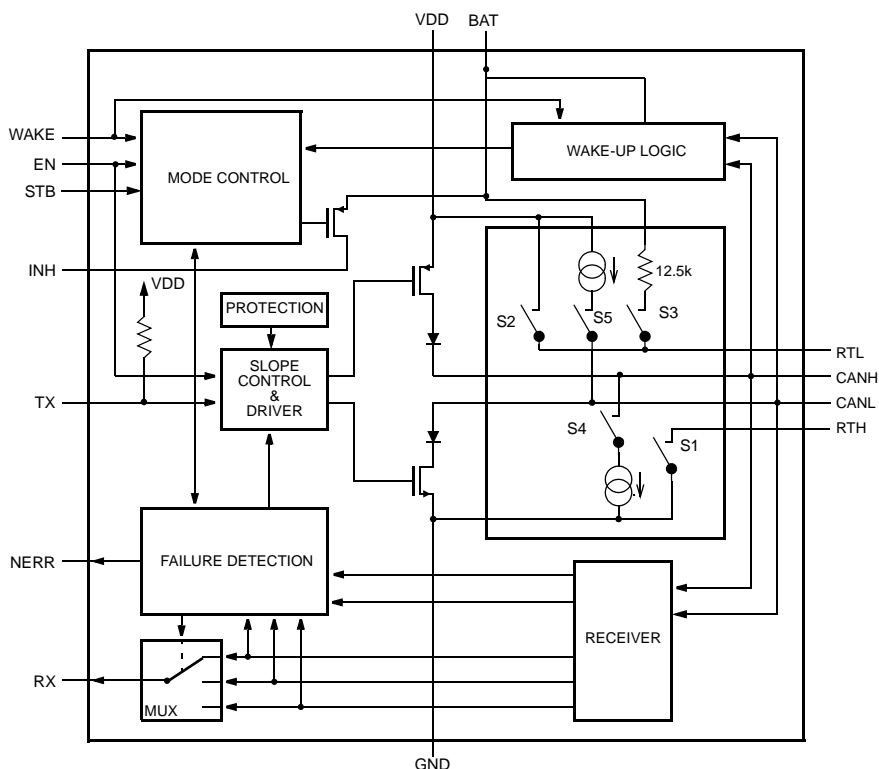 VDD BAT
WAKE
EN
STB
MODE CONTROL
WAKE-UP LOGIC
INH
VDD
12.5k
PROTECTION
S2
S5
S3
RTL
SLOPE
CONTROL
&
DRIVER
CANH
TX
CANL
S4
RTH
S1
NERR
FAILURE DETECTION
RECEIVER
RX
MUX
GND